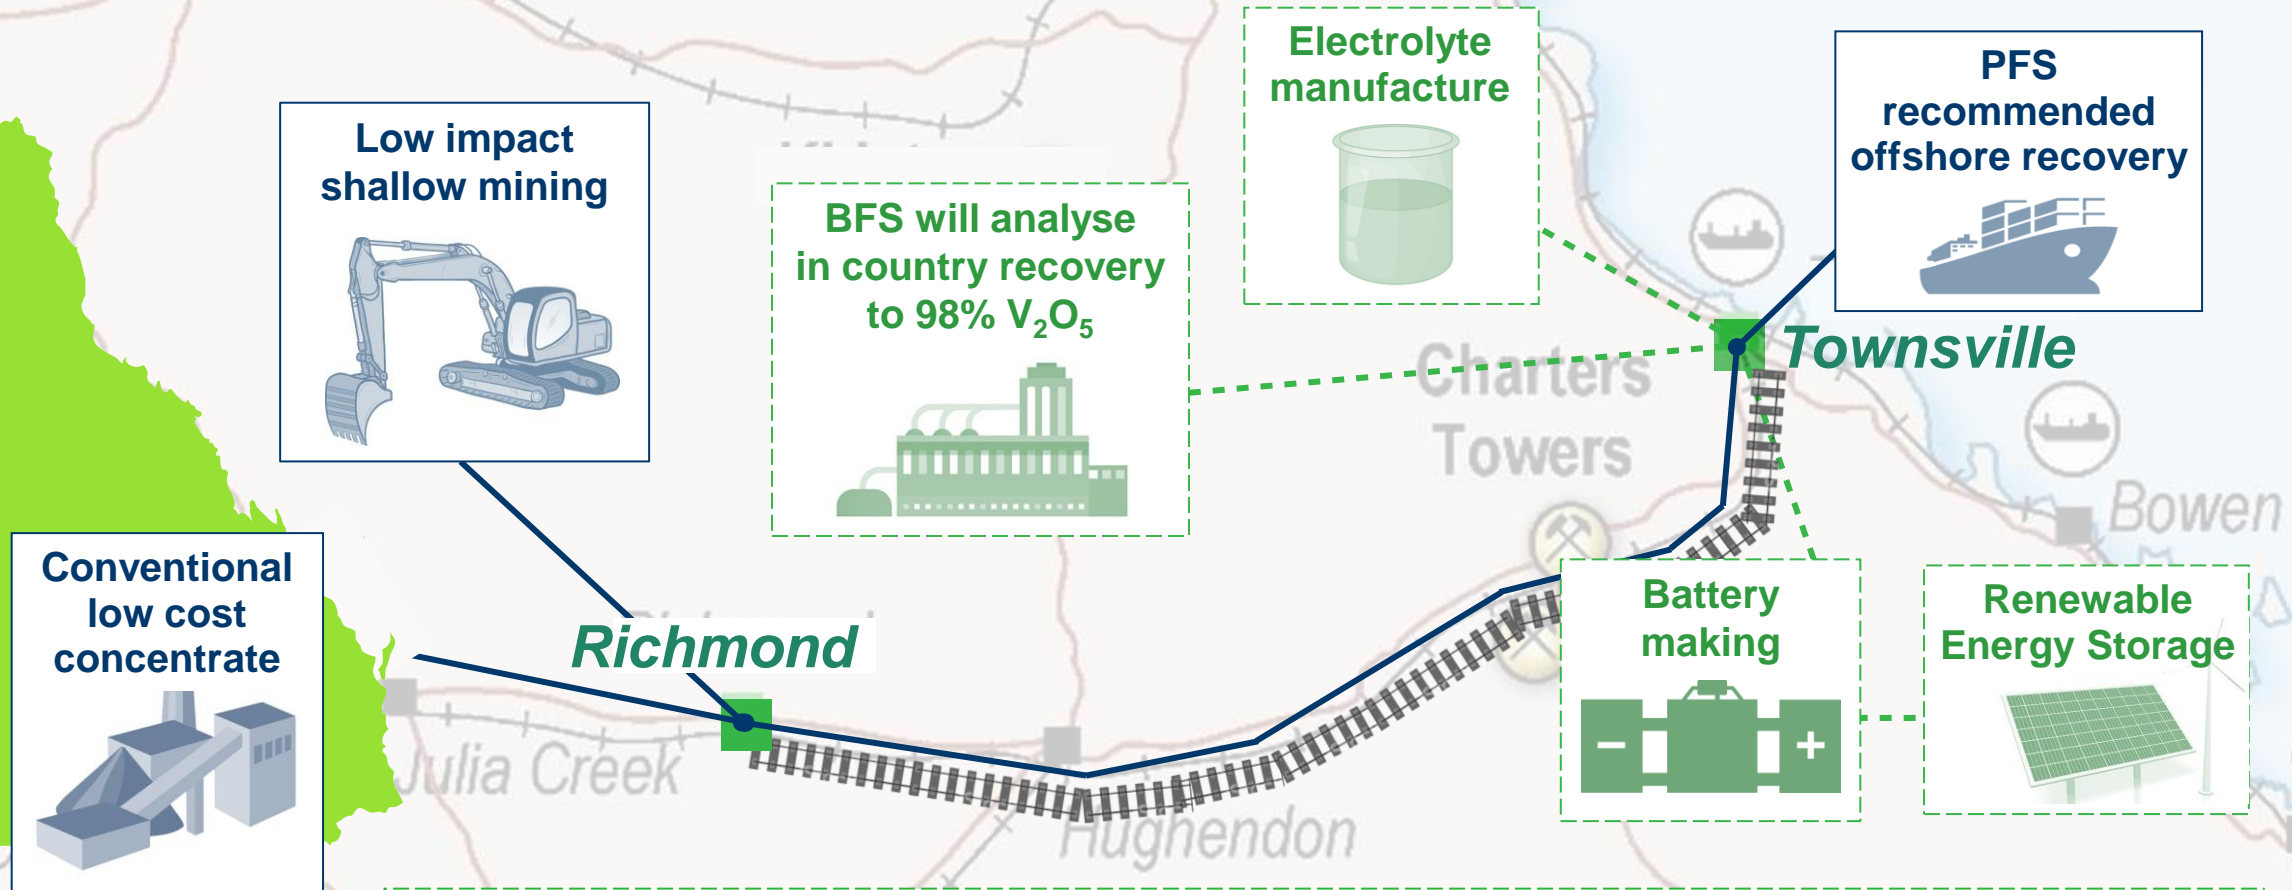 Electrolyte
manufacture
PFS
recommended
offshore recovery
Low impact
shallow mining
BFS will analyse
in country recovery
to 98% V₂O₅
Townsville
Charters
Towers
Bowen
Conventional
low cost
concentrate
Richmond
Battery
making
Renewable
Energy Storage
Julia Creek
Hughendon